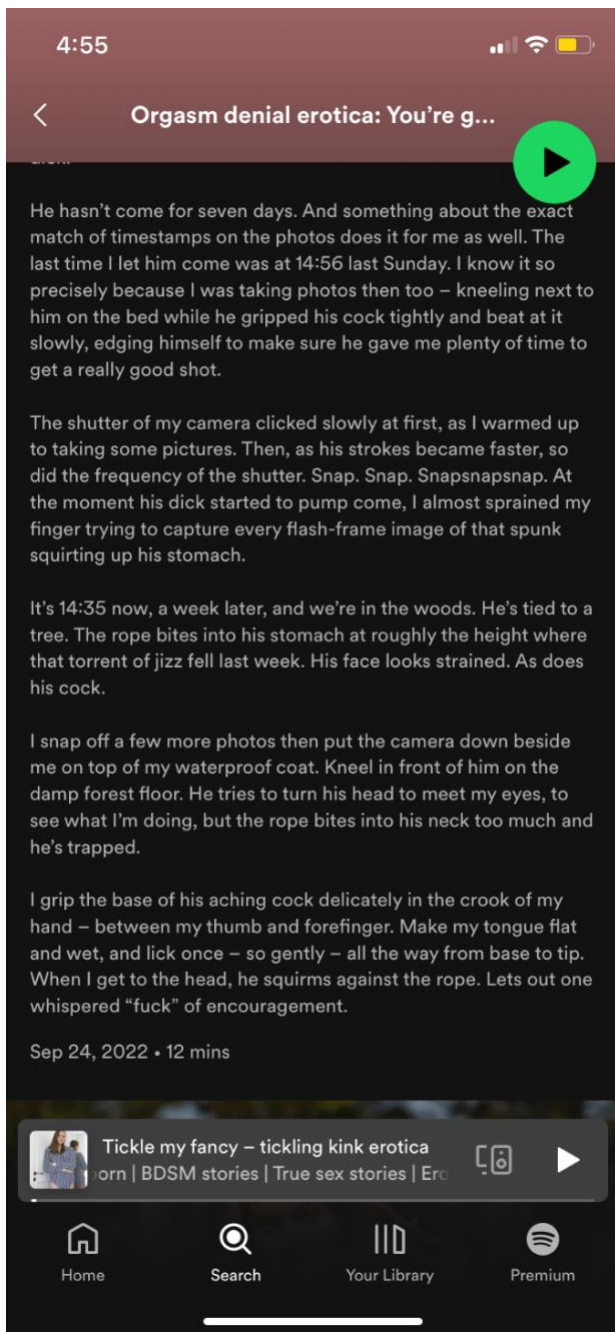 4:55
Orgasm denial erotica: You’re g...
He hasn’t come for seven days. And something about the exact
match of timestamps on the photos does it for me as well. The
last time I let him come was at 14:56 last Sunday. I know it so
precisely because I was taking photos then too – kneeling next to
him on the bed while he gripped his cock tightly and beat at it
slowly, edging himself to make sure he gave me plenty of time to
get a really good shot.
The shutter of my camera clicked slowly at first, as I warmed up
to taking some pictures. Then, as his strokes became faster, so
did the frequency of the shutter. Snap. Snap. Snapsnapsnap. At
the moment his dick started to pump come, I almost sprained my
finger trying to capture every flash-frame image of that spunk
squirting up his stomach.
It’s 14:35 now, a week later, and we’re in the woods. He’s tied to a
tree. The rope bites into his stomach at roughly the height where
that torrent of jizz fell last week. His face looks strained. As does
his cock.
I snap off a few more photos then put the camera down beside
me on top of my waterproof coat. Kneel in front of him on the
damp forest floor. He tries to turn his head to meet my eyes, to
see what I’m doing, but the rope bites into his neck too much and
he’s trapped.
I grip the base of his aching cock delicately in the crook of my
hand – between my thumb and forefinger. Make my tongue flat
and wet, and lick once – so gently – all the way from base to tip.
When I get to the head, he squirms against the rope. Lets out one
whispered “fuck” of encouragement.
Sep 24, 2022 • 12 mins
Tickle my fancy – tickling kink erotica
orn | BDSM stories | True sex stories | Ero
Home
Search
Your Library
Premium